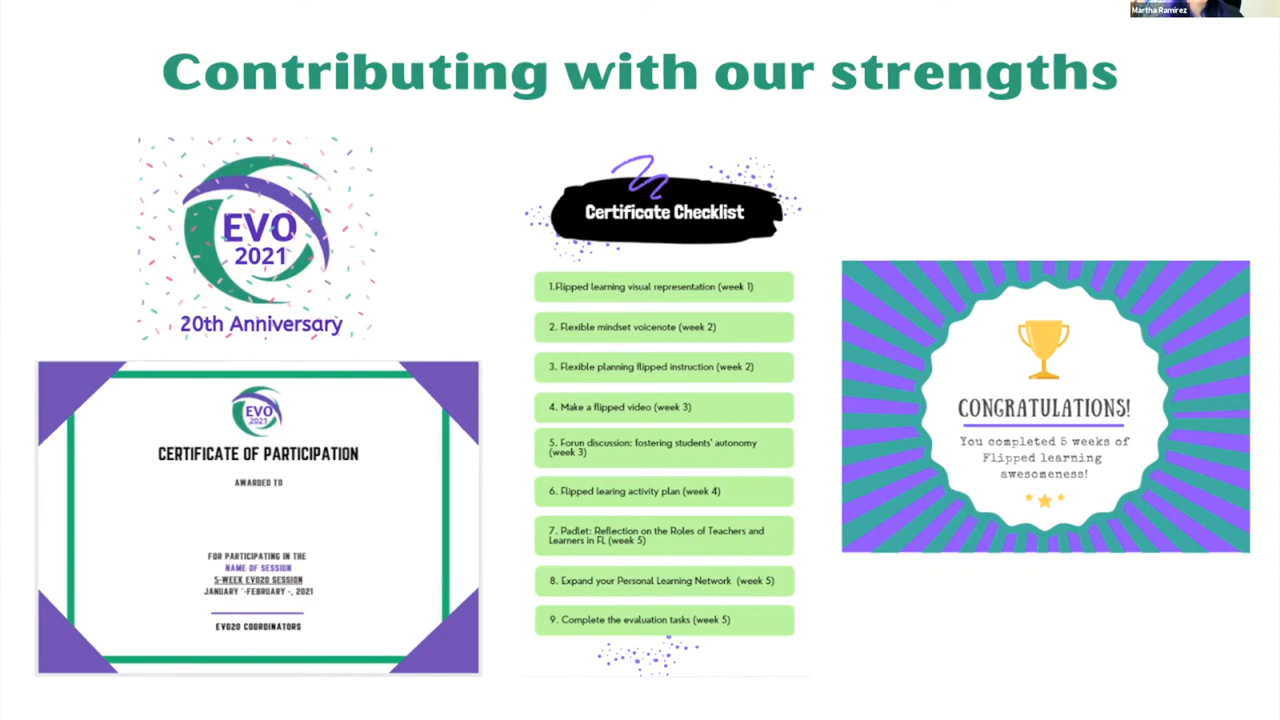 Martha Ramirez
Contributing with our strengths
EVO
2021
20th Anniversary
EVO
2021
CERTIFICATE OF PARTICIPATION
AWARDED TO
FOR PARTICIPATING IN THE
NAME OF SESSION
5-WEEK EVO20 SESSION
JANUARY '-FEBRUARY -, 2021
EVO20 COORDINATORS
Certificate Checklist
1.Flipped learning visual representation (week 1)
2. Flexible mindset voicenote (week 2)
3. Flexible planning flipped instruction (week 2)
4. Make a flipped video (week 3)
5. Forun discussion: fostering students' autonomy
(week 3)
6. Flipped learing activity plan (week 4)
7. Padlet: Reflection on the Roles of Teachers and
Learners in FL (week 5)
8. Expand your Personal Learning Network (week 5)
9. Complete the evaluation tasks (week 5)
CONGRATULATIONS!
You completed 5 weeks of
Flipped learning
awesomeness!